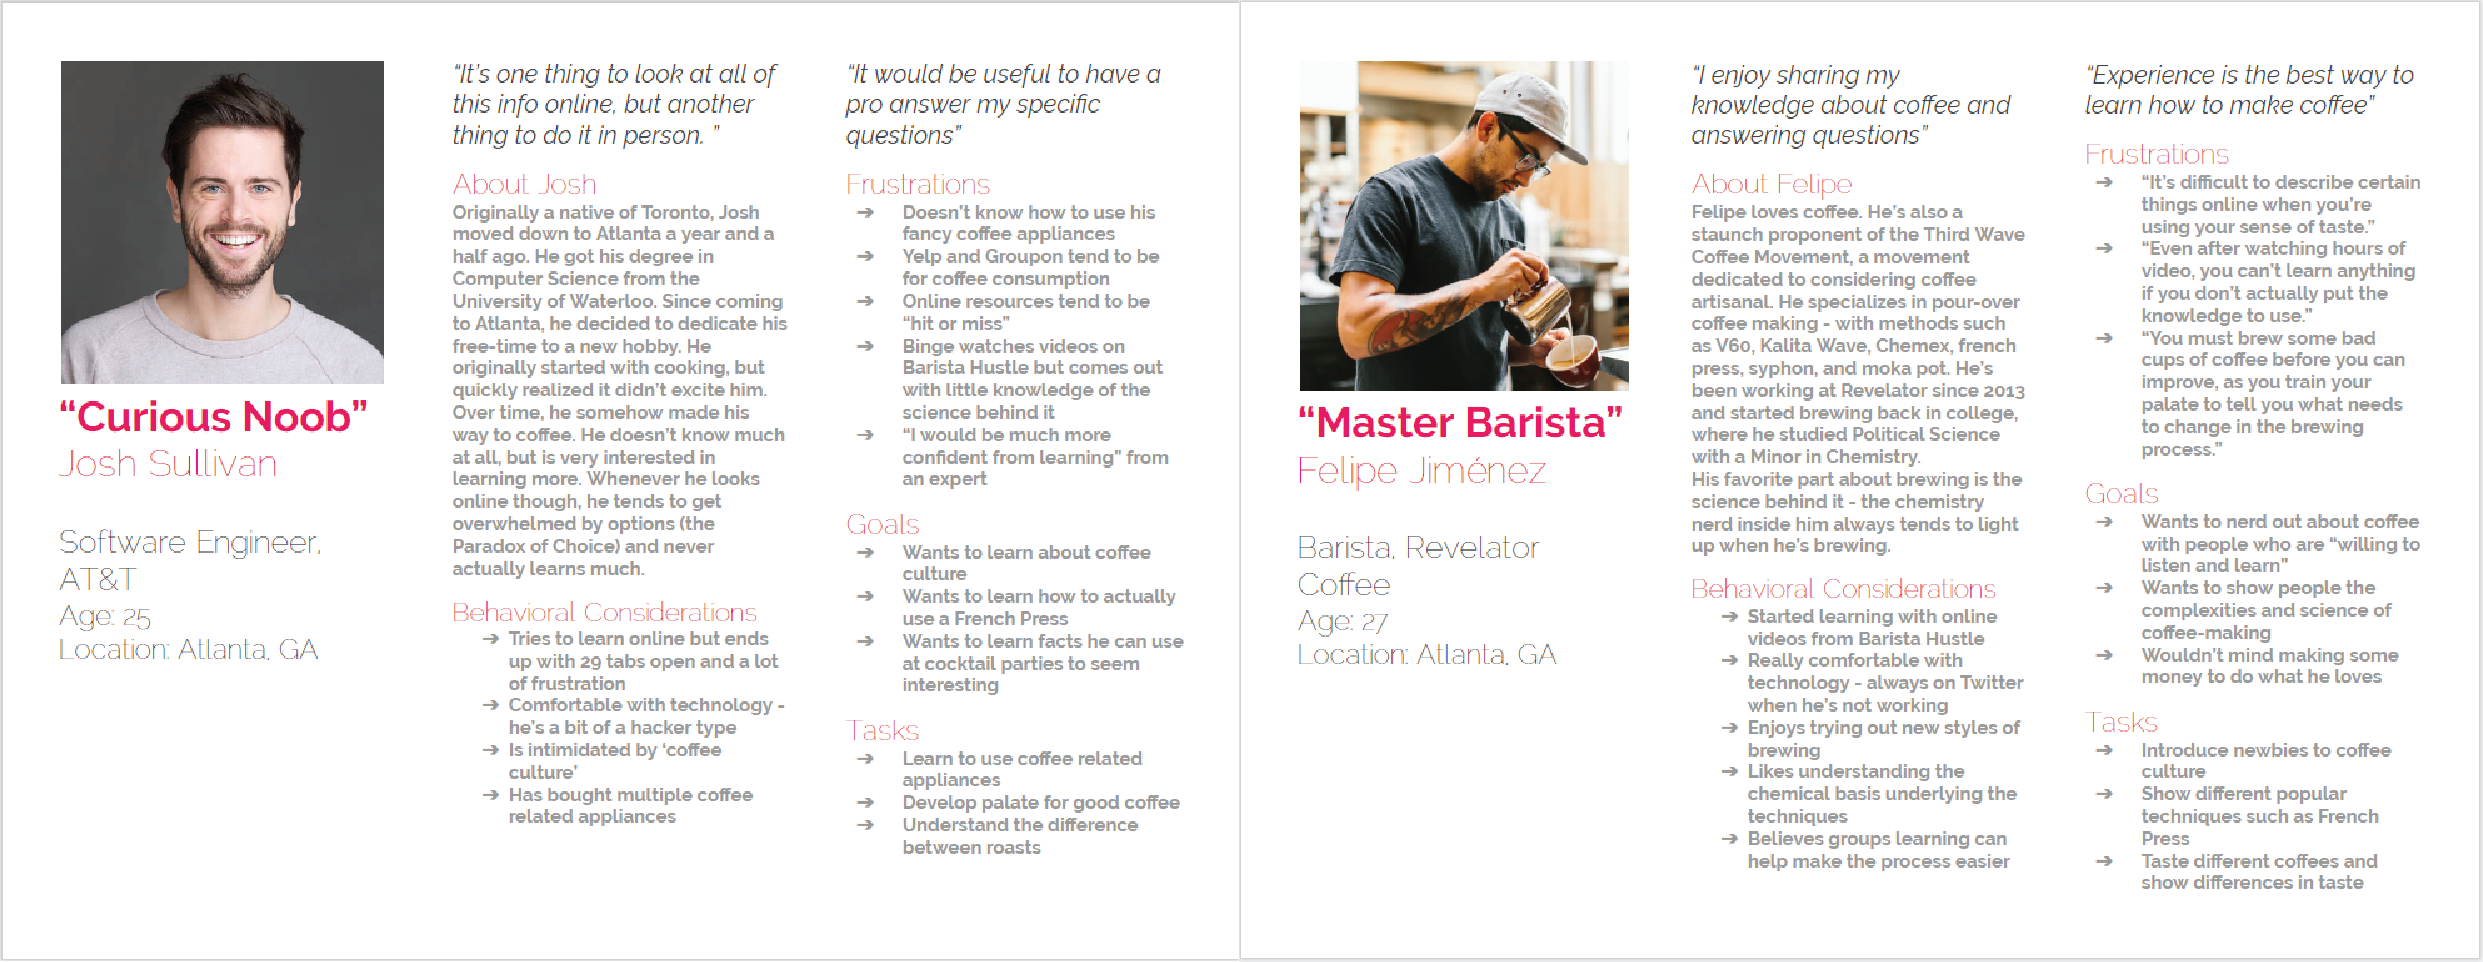 “Curious Noob”
Josh Sullivan
Software Engineer,
AT&T
Age: 25
Location: Atlanta, GA
“It’s one thing to look at all of
this info online, but another
thing to do it in person. ”
About Josh
Originally a native of Toronto, Josh
moved down to Atlanta a year and a
half ago. He got his degree in
Computer Science from the
University of Waterloo. Since coming
to Atlanta, he decided to dedicate his
free-time to a new hobby. He
originally started with cooking, but
quickly realized it didn’t excite him.
Over time, he somehow made his
way to coffee. He doesn’t know much
at all, but is very interested in
learning more. Whenever he looks
online though, he tends to get
overwhelmed by options (the
Paradox of Choice) and never
actually learns much.
Behavioral Considerations
➔ Tries to learn online but ends
up with 29 tabs open and a lot
of frustration
➔ Comfortable with technology -
he’s a bit of a hacker type
➔ Is intimidated by ‘coffee
culture’
➔ Has bought multiple coffee
related appliances
“It would be useful to have a
pro answer my specific
questions”
Frustrations
➔ Doesn’t know how to use his
fancy coffee appliances
➔ Yelp and Groupon tend to be
for coffee consumption
➔ Online resources tend to be
“hit or miss”
➔ Binge watches videos on
Barista Hustle but comes out
with little knowledge of the
science behind it
➔ “I would be much more
confident from learning” from
an expert
Goals
➔ Wants to learn about coffee
culture
➔ Wants to learn how to actually
use a French Press
➔ Wants to learn facts he can use
at cocktail parties to seem
interesting
Tasks
➔ Learn to use coffee related
appliances
➔ Develop palate for good coffee
➔ Understand the difference
between roasts
“Master Barista”
Felipe Jiménez
Barista, Revelator
Coffee
Age: 27
Location: Atlanta, GA
“I enjoy sharing my
knowledge about coffee and
answering questions”
About Felipe
Felipe loves coffee. He’s also a
staunch proponent of the Third Wave
Coffee Movement, a movement
dedicated to considering coffee
artisanal. He specializes in pour-over
coffee making - with methods such
as V60, Kalita Wave, Chemex, french
press, syphon, and moka pot. He’s
been working at Revelator since 2013
and started brewing back in college,
where he studied Political Science
with a Minor in Chemistry.
His favorite part about brewing is the
science behind it - the chemistry
nerd inside him always tends to light
up when he’s brewing.
Behavioral Considerations
➔ Started learning with online
videos from Barista Hustle
➔ Really comfortable with
technology - always on Twitter
when he’s not working
➔ Enjoys trying out new styles of
brewing
➔ Likes understanding the
chemical basis underlying the
techniques
➔ Believes groups learning can
help make the process easier
“Experience is the best way to
learn how to make coffee”
Frustrations
➔ “It’s difficult to describe certain
things online when you’re
using your sense of taste.”
➔ “Even after watching hours of
video, you can’t learn anything
if you don’t actually put the
knowledge to use.”
➔ “You must brew some bad
cups of coffee before you can
improve, as you train your
palate to tell you what needs
to change in the brewing
process.”
Goals
➔ Wants to nerd out about coffee
with people who are “willing to
listen and learn”
➔ Wants to show people the
complexities and science of
coffee-making
➔ Wouldn’t mind making some
money to do what he loves
Tasks
➔ Introduce newbies to coffee
culture
➔ Show different popular
techniques such as French
Press
➔ Taste different coffees and
show differences in taste